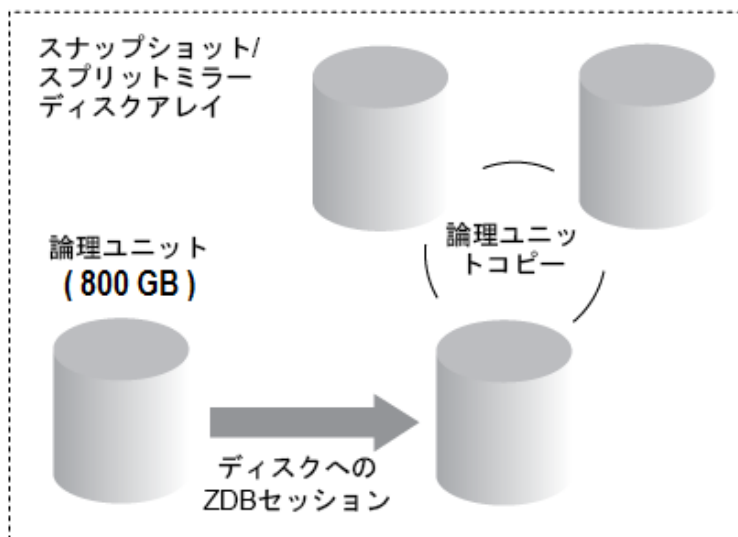 スナップショット/
スプリットミラー
ディスクアレイ
論理ユニット
( 800 GB )
論理ユニッ
トコピー
ディスクへの
ZDBセッション